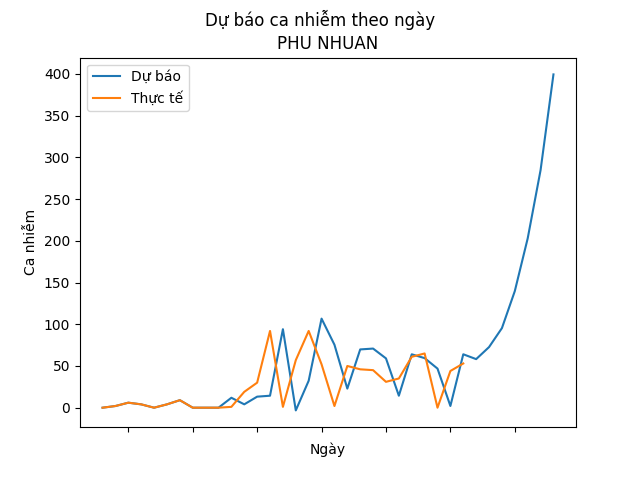 Dự báo ca nhiễm theo ngày
PHU NHUAN
Dự báo
Thực tế
400
350
300
250
200
150
100
50
0
Ca nhiễm
Ngày